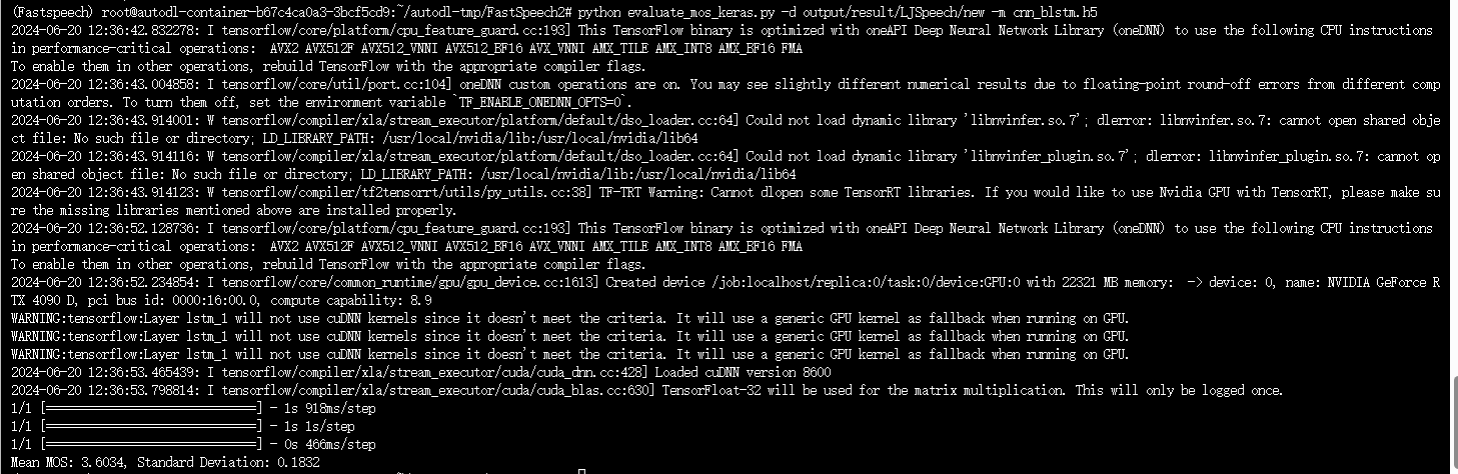 (Fastspeech) root@autodl-container-b67c4ca0a3-3bcf5cd9:~/autodl-tmp/FastSpeech2# python evaluate_mos_keras.py -d output/result/LJSpeech/new -m cnn_blstm.h5
2024-06-20 12:36:42.832278: I tensorflow/core/platform/cpu_feature_guard.cc:193] This TensorFlow binary is optimized with oneAPI Deep Neural Network Library (oneDNN) to use the following CPU instructions
in performance-critical operations:  AVX2 AVX512F AVX512_VNNI AVX512_BF16 AVX_VNNI AMX_TILE AMX_INT8 AMX_BF16 FMA
To enable them in other operations, rebuild TensorFlow with the appropriate compiler flags.
2024-06-20 12:36:43.004858: I tensorflow/core/util/port.cc:104] oneDNN custom operations are on. You may see slightly different numerical results due to floating-point round-off errors from different comp
utation orders. To turn them off, set the environment variable `TF_ENABLE_ONEDNN_OPTS=0`.
2024-06-20 12:36:43.914001: W tensorflow/compiler/xla/stream_executor/platform/default/dso_loader.cc:64] Could not load dynamic library 'libnvinfer.so.7'; dlerror: libnvinfer.so.7: cannot open shared obje
ct file: No such file or directory; LD_LIBRARY_PATH: /usr/local/nvidia/lib:/usr/local/nvidia/lib64
2024-06-20 12:36:43.914116: W tensorflow/compiler/xla/stream_executor/platform/default/dso_loader.cc:64] Could not load dynamic library 'libnvinfer_plugin.so.7'; dlerror: libnvinfer_plugin.so.7: cannot op
en shared object file: No such file or directory; LD_LIBRARY_PATH: /usr/local/nvidia/lib:/usr/local/nvidia/lib64
2024-06-20 12:36:43.914123: W tensorflow/compiler/tf2tensorrt/utils/py_utils.cc:38] TF-TRT Warning: Cannot dlopen some TensorRT libraries. If you would like to use Nvidia GPU with TensorRT, please make su
re the missing libraries mentioned above are installed properly.
2024-06-20 12:36:52.128736: I tensorflow/core/platform/cpu_feature_guard.cc:193] This TensorFlow binary is optimized with oneAPI Deep Neural Network Library (oneDNN) to use the following CPU instructions
in performance-critical operations:  AVX2 AVX512F AVX512_VNNI AVX512_BF16 AVX_VNNI AMX_TILE AMX_INT8 AMX_BF16 FMA
To enable them in other operations, rebuild TensorFlow with the appropriate compiler flags.
2024-06-20 12:36:52.234854: I tensorflow/core/common_runtime/gpu/gpu_device.cc:1613] Created device /job:localhost/replica:0/task:0/device:GPU:0 with 22321 MB memory:  -> device: 0, name: NVIDIA GeForce R
TX 4090 D, pci bus id: 0000:16:00.0, compute capability: 8.9
WARNING:tensorflow:Layer lstm_1 will not use cuDNN kernels since it doesn't meet the criteria. It will use a generic GPU kernel as fallback when running on GPU.
WARNING:tensorflow:Layer lstm_1 will not use cuDNN kernels since it doesn't meet the criteria. It will use a generic GPU kernel as fallback when running on GPU.
WARNING:tensorflow:Layer lstm_1 will not use cuDNN kernels since it doesn't meet the criteria. It will use a generic GPU kernel as fallback when running on GPU.
2024-06-20 12:36:53.465439: I tensorflow/compiler/xla/stream_executor/cuda/cuda_dnn.cc:428] Loaded cuDNN version 8600
2024-06-20 12:36:53.798814: I tensorflow/compiler/xla/stream_executor/cuda/cuda_blas.cc:630] TensorFloat-32 will be used for the matrix multiplication. This will only be logged once.
1/1 [==============================] - 1s 918ms/step
1/1 [==============================] - 1s 1s/step
1/1 [==============================] - 0s 466ms/step
Mean MOS: 3.6034, Standard Deviation: 0.1832